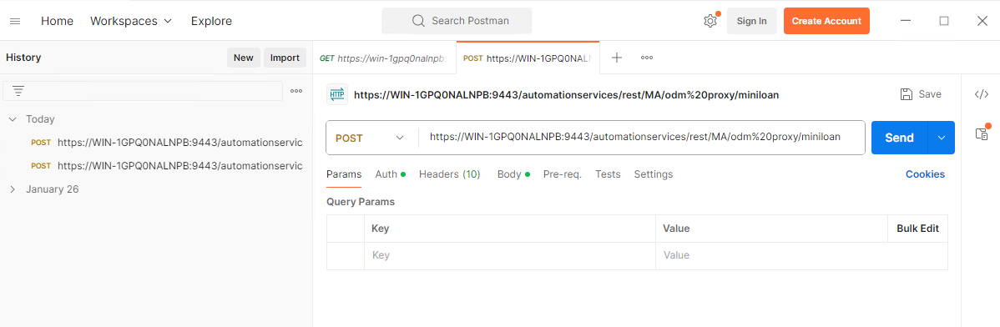 Home Workspaces Explore Search Postman Sign In Create Account
History New Import
GET https://win-1gpq0nalnpb: POST https://WIN-1GPQ0NALN
HTTP https://WIN-1GPQ0NALNPB:9443/automationservices/rest/MA/odm%20proxy/miniloan Save
Today
POST https://WIN-1GPQ0NALNPB:9443/automationservic
POST https://WIN-1GPQ0NALNPB:9443/automationservic
January 26
POST https://WIN-1GPQ0NALNPB:9443/automationservices/rest/MA/odm%20proxy/miniloan Send
Params Auth Headers (10) Body Pre-req. Tests Settings Cookies
Query Params
Key Value Bulk Edit
Key Value